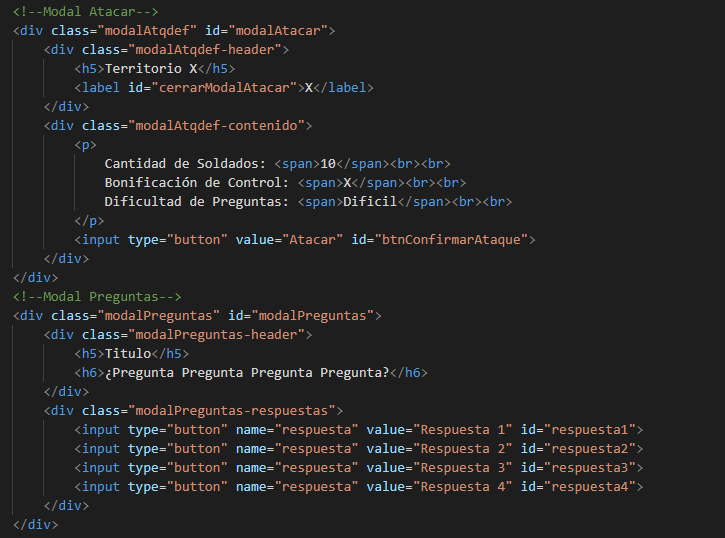 <!--Modal Atacar-->
<div class="modalAtqdef" id="modalAtacar">
    <div class="modalAtqdef-header">
        <h5>Territorio X</h5>
        <label id="cerrarModalAtacar">X</label>
    </div>
    <div class="modalAtqdef-contenido">
        <p>
            Cantidad de Soldados: <span>10</span><br><br>
            Bonificación de Control: <span>X</span><br><br>
            Dificultad de Preguntas: <span>Dificil</span><br><br>
        </p>
        <input type="button" value="Atacar" id="btnConfirmarAtaque">
    </div>
</div>
<!--Modal Preguntas-->
<div class="modalPreguntas" id="modalPreguntas">
    <div class="modalPreguntas-header">
        <h5>Titulo</h5>
        <h6>¿Pregunta Pregunta Pregunta Pregunta?</h6>
    </div>
    <div class="modalPreguntas-respuestas">
        <input type="button" name="respuesta" value="Respuesta 1" id="respuesta1">
        <input type="button" name="respuesta" value="Respuesta 2" id="respuesta2">
        <input type="button" name="respuesta" value="Respuesta 3" id="respuesta3">
        <input type="button" name="respuesta" value="Respuesta 4" id="respuesta4">
    </div>
</div>